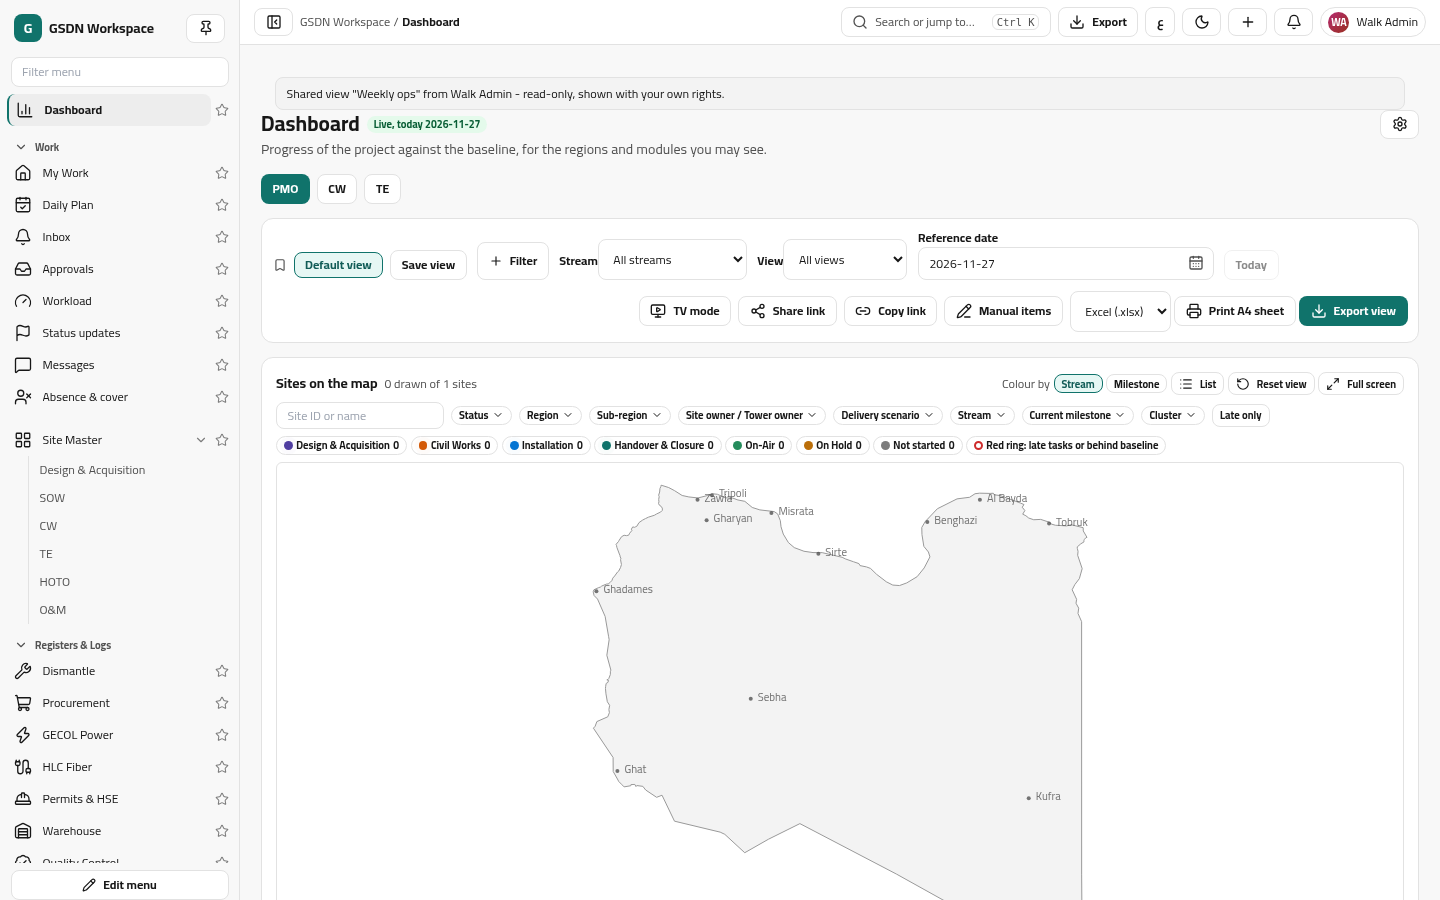 G GSDN Workspace
Filter menu
Dashboard
Work
My Work
Daily Plan
Inbox
Approvals
Workload
Status updates
Messages
Absence & cover
Site Master
Design & Acquisition
SOW
CW
TE
HOTO
O&M
Registers & Logs
Dismantle
Procurement
GECOL Power
HLC Fiber
Permits & HSE
Warehouse
Quality Control
Edit menu
GSDN Workspace / Dashboard
Search or jump to... Ctrl K
Export
ع
WA Walk Admin
Shared view "Weekly ops" from Walk Admin - read-only, shown with your own rights.
Dashboard Live, today 2026-11-27
Progress of the project against the baseline, for the regions and modules you may see.
PMO CW TE
Reference date
Default view Save view Filter Stream All streams View All views 2026-11-27 Today
TV mode Share link Copy link Manual items Excel (.xlsx) Print A4 sheet Export view
Sites on the map 0 drawn of 1 sites Colour by Stream Milestone List Reset view Full screen
Site ID or name Status Region Sub-region Site owner / Tower owner Delivery scenario Stream Current milestone Cluster Late only
Design & Acquisition 0 Civil Works 0 Installation 0 Handover & Closure 0 On-Air 0 On Hold 0 Not started 0 Red ring: late tasks or behind baseline
Tripoli
Zawia
Al Bayda
Misrata
Gharyan
Benghazi
Tobruk
Sirte
Ghadames
Sebha
Ghat
Kufra